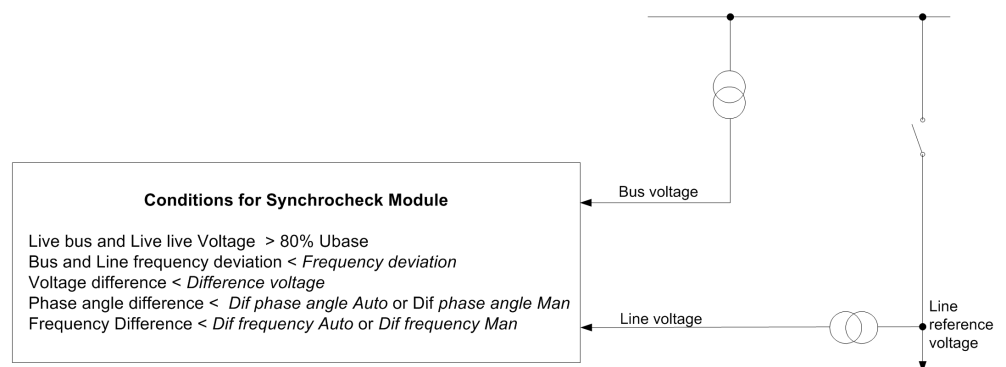 Bus voltage
Conditions for Synchrocheck Module
Live bus and Live live Voltage > 80% Ubase
Bus and Line frequency deviation < Frequency deviation
Voltage difference < Difference voltage
Phase angle difference < Dif phase angle Auto or Dif phase angle Man
Frequency Difference < Dif frequency Auto or Dif frequency Man
Line voltage
Line
reference
voltage